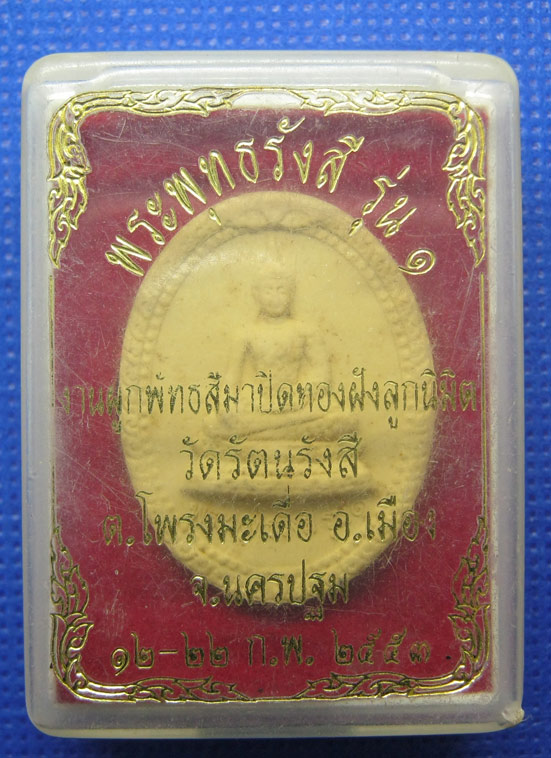 พระพุทธรังสี รุ่น ๑
งานผูกพัทธสีมาปิดทองฝังลูกนิมิต
วัดรัตนรังสี
ต.โพรงมะเดื่อ อ.เมือง
จ.นครปฐม
๑๒-๒๒ ก.พ. ๒๕๕๓